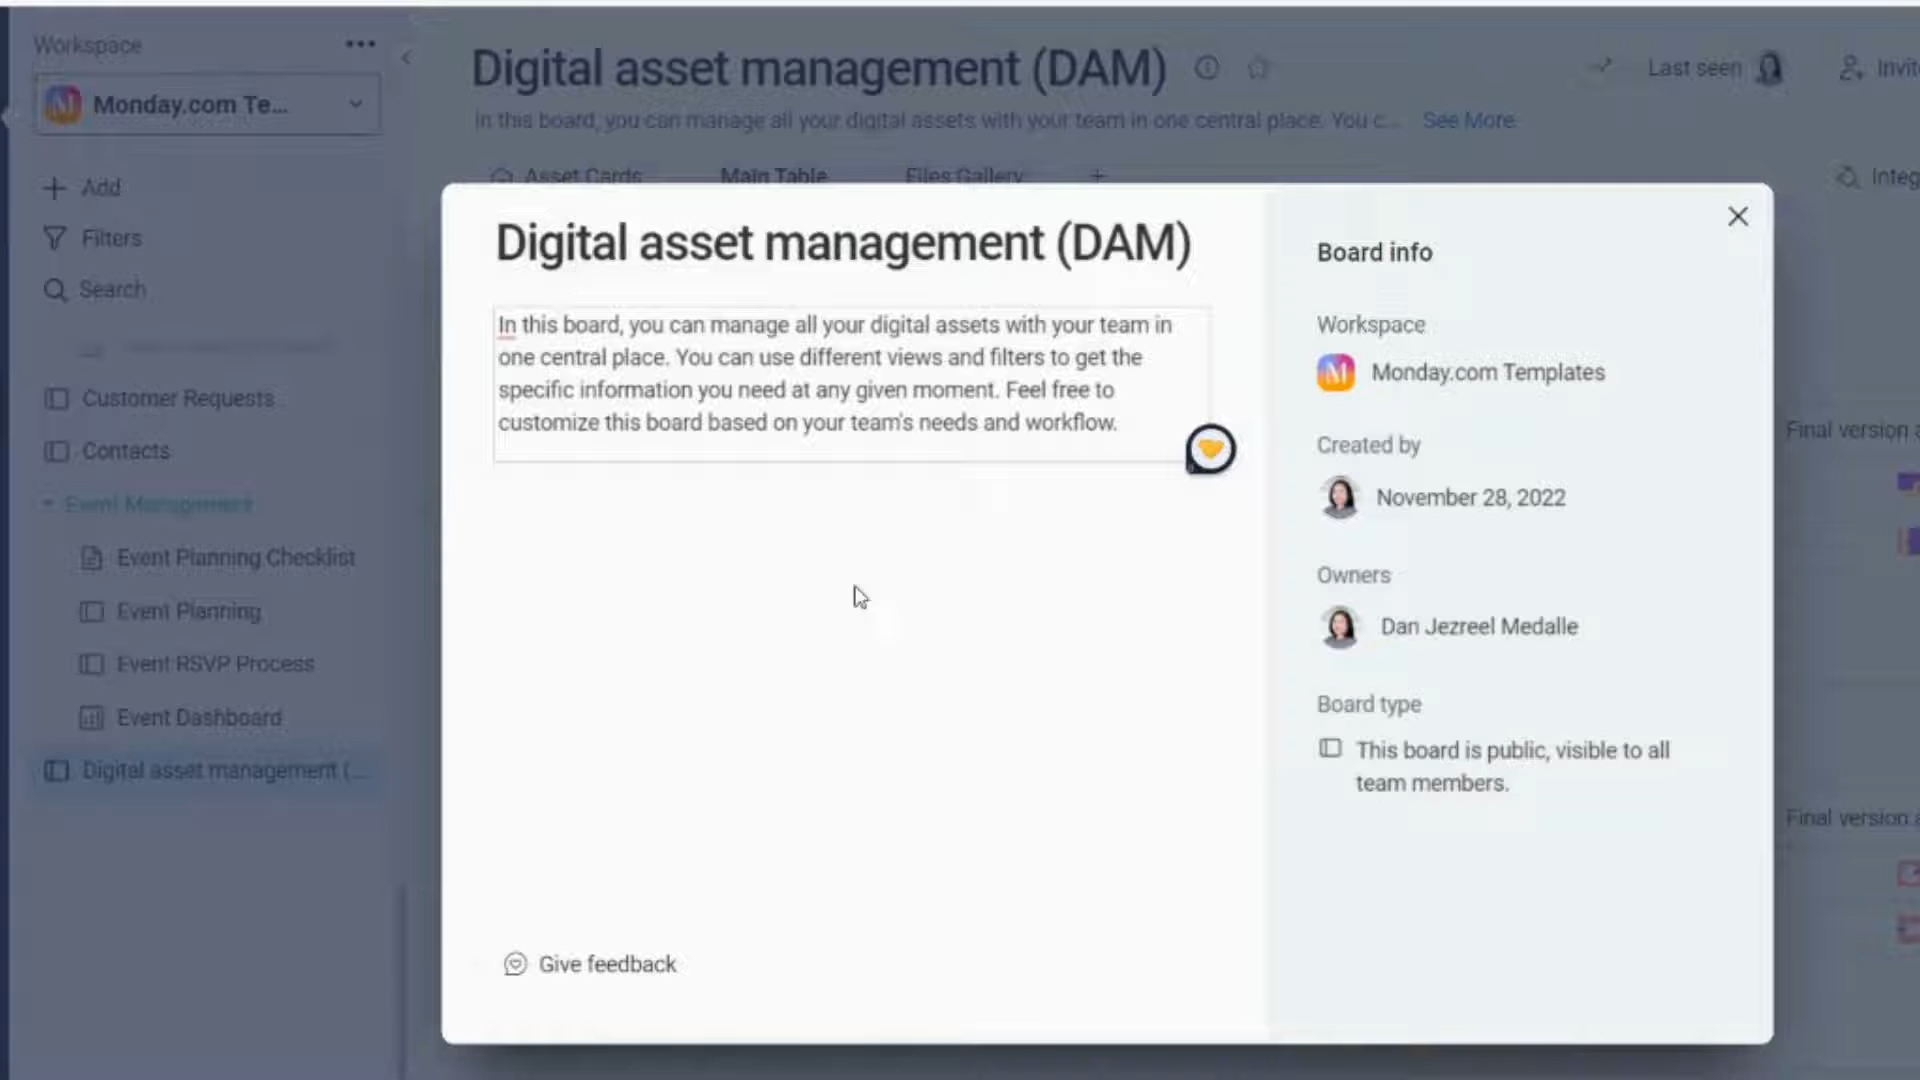 Workspace
Monday.com Te...
Add
Filters
Search
Customer Requests
Contacts
Event Management
Event Planning Checklist
Event Planning
Event RSVP Process
Event Dashboard
Digital asset management (...
Digital asset management (DAM)
In this board, you can manage all your digital assets with your team in one central place. You c... See More
Last seen
Invite
Asset Cards Main Table Files Gallery +
Integ
Final version a
Final version a
Digital asset management (DAM)
In this board, you can manage all your digital assets with your team in
one central place. You can use different views and filters to get the
specific information you need at any given moment. Feel free to
customize this board based on your team's needs and workflow.
Give feedback
Board info
Workspace
Monday.com Templates
Created by
November 28, 2022
Owners
Dan Jezreel Medalle
Board type
This board is public, visible to all
team members.